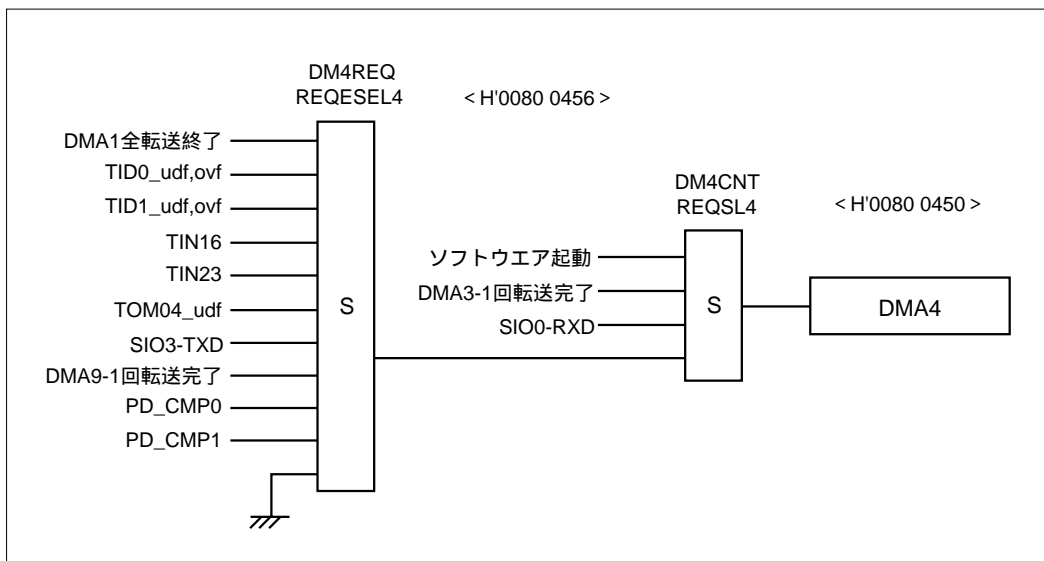 DM4REQ
REQESEL4
< H'0080 0456 >
DMA1全転送終了
TID0_udf,ovf
TID1_udf,ovf
TIN16
TIN23
TOM04_udf
SIO3-TXD
DMA9-1回転送完了
PD_CMP0
PD_CMP1
S
DM4CNT
REQSL4
< H'0080 0450 >
ソフトウエア起動
DMA3-1回転送完了
SIO0-RXD
S
DMA4